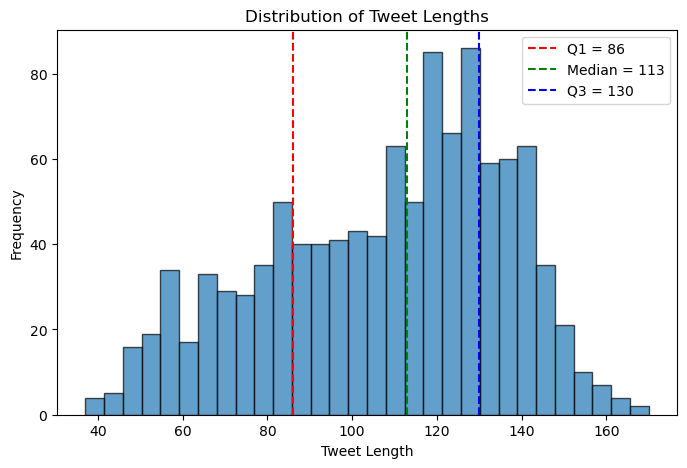 Distribution of Tweet Lengths
Q1 = 86
Median = 113
Q3 = 130
Frequency
80
60
40
20
0
40 60 80 100 120 140 160
Tweet Length